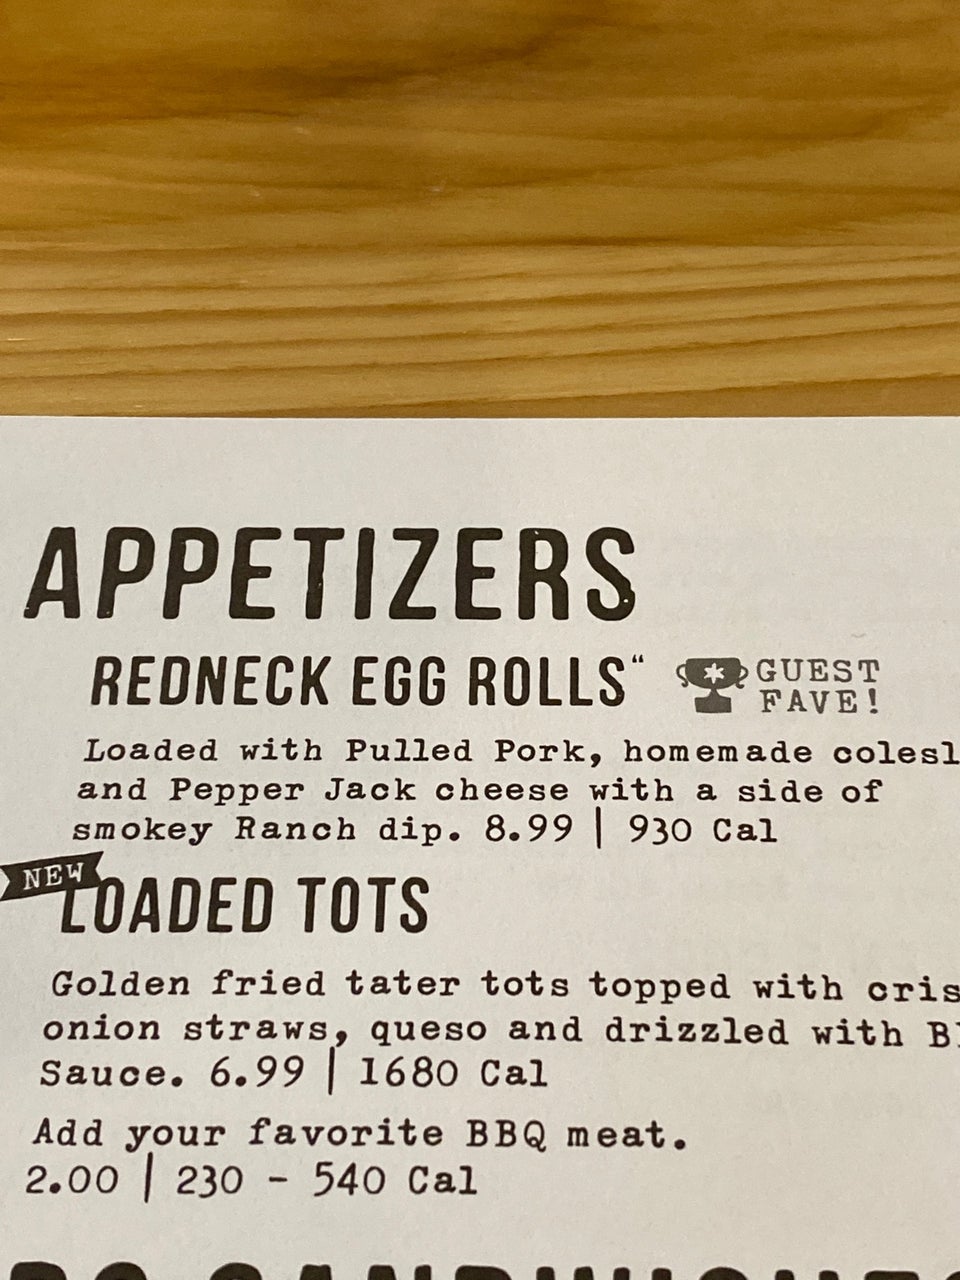 APPETIZERS
REDNECK EGG ROLLS“
GUEST
FAVE!
Loaded with Pulled Pork, homemade
and Pepper Jack cheese with a side of
smokey Ranch dip. 8.99 | 930 Cal
NEW
LOADED TOTS
Golden fried tater tots topped with
onion straws, queso and drizzled with
Sauce. 6.99 | 1680 Cal
Add your favorite BBQ meat.
2.00 | 230 - 540 Cal